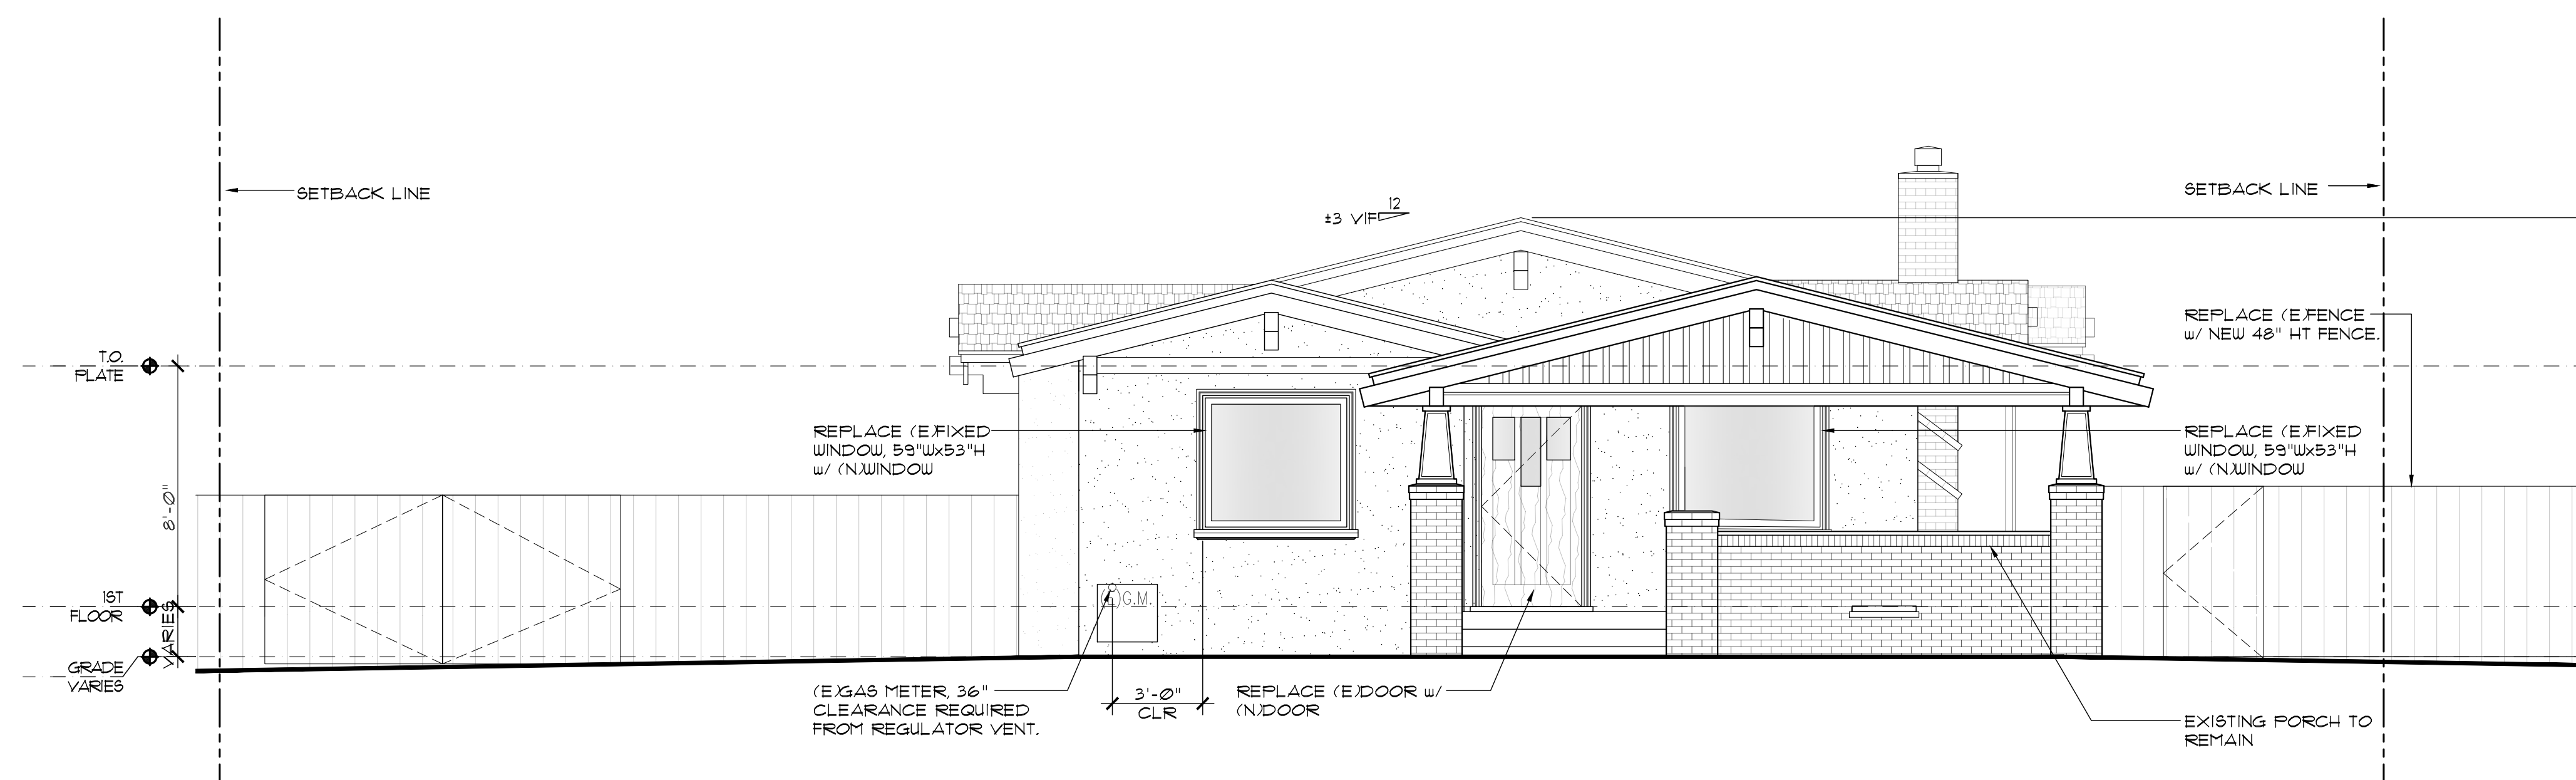 SETBACK LINE
SETBACK LINE
12
±3 VIF
REPLACE (E)FENCE
w/ NEW 48" HT FENCE.
T.O.
PLATE
8'-0"
REPLACE (E)FIXED
WINDOW, 59"Wx53"H
w/ (N)WINDOW
REPLACE (E)FIXED
WINDOW, 59"Wx53"H
w/ (N)WINDOW
1ST
FLOOR
VARIES
GRADE
VARIES
(E)G.M.
(E)GAS METER, 36"
CLEARANCE REQUIRED
FROM REGULATOR VENT.
3'-0"
CLR
REPLACE (E)DOOR w/
(N)DOOR
EXISTING PORCH TO
REMAIN